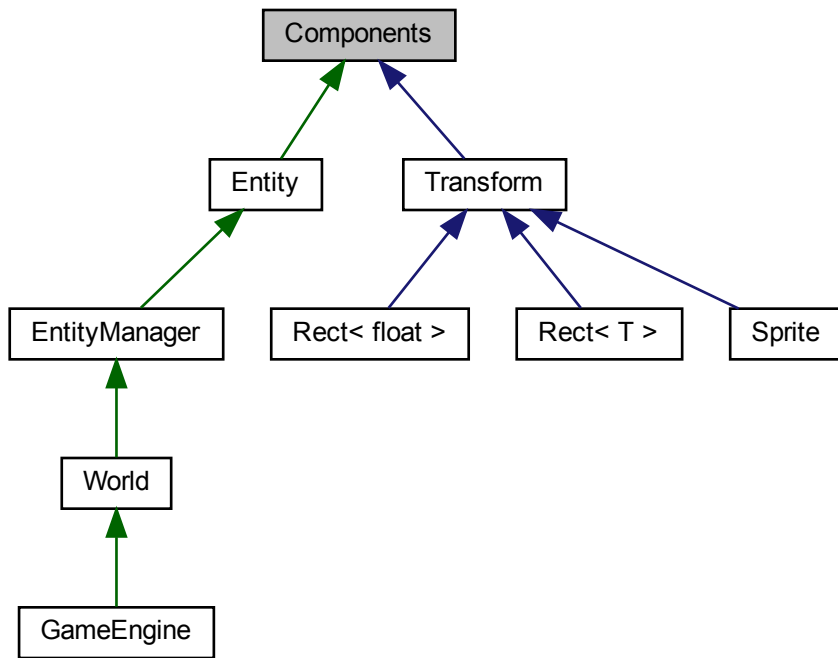 Components
Entity
Transform
EntityManager
Rect< float >
Rect< T >
Sprite
World
GameEngine